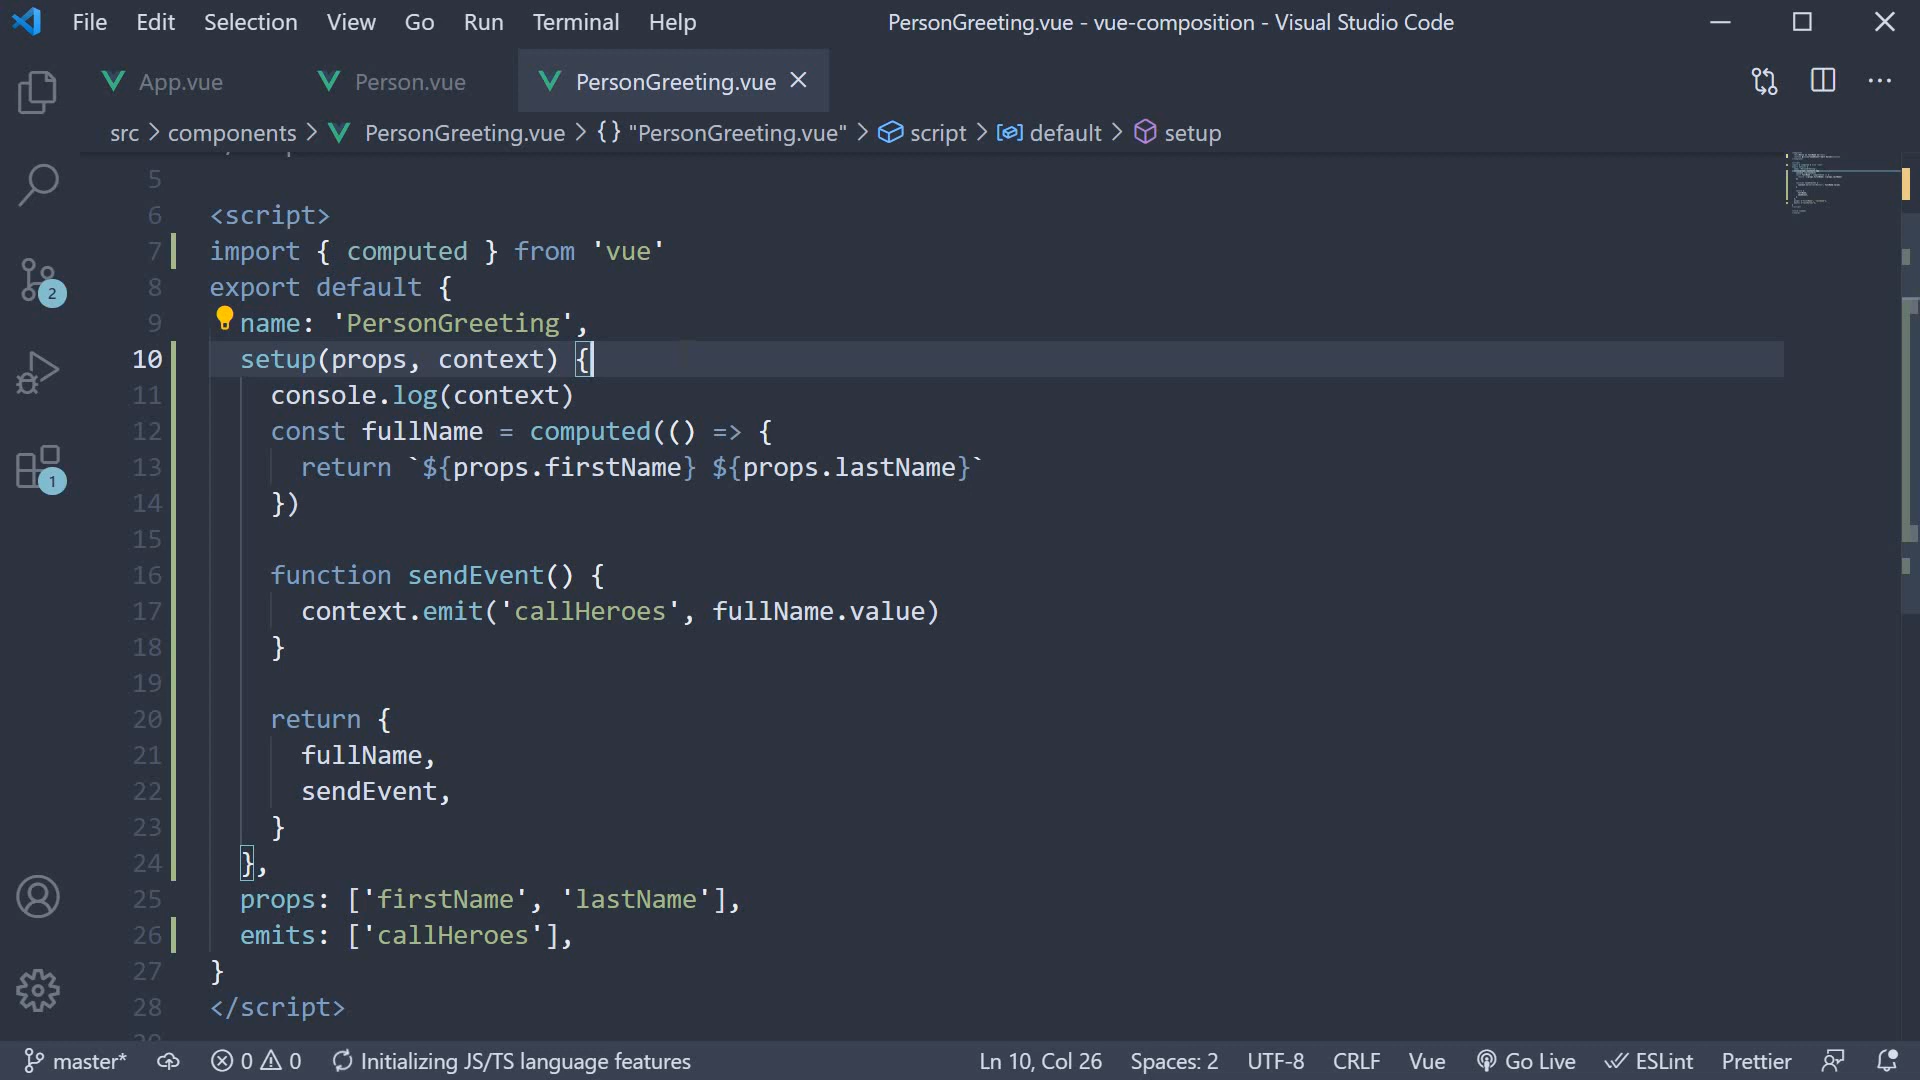 File Edit Selection View Go Run Terminal Help PersonGreeting.vue - vue-composition - Visual Studio Code
App.vue Person.vue PersonGreeting.vue
src > components > PersonGreeting.vue > {} "PersonGreeting.vue" > script > default > setup
5
6 <script>
7 import { computed } from 'vue'
8 export default {
9 name: 'PersonGreeting',
10 setup(props, context) {
11 console.log(context)
12 const fullName = computed(() => {
13 return `${props.firstName} ${props.lastName}`
14 })
15
16 function sendEvent() {
17 context.emit('callHeroes', fullName.value)
18 }
19
20 return {
21 fullName,
22 sendEvent,
23 }
24 },
25 props: ['firstName', 'lastName'],
26 emits: ['callHeroes'],
27 }
28 </script>
2
1
master* 0 0 Initializing JS/TS language features Ln 10, Col 26 Spaces: 2 UTF-8 CRLF Vue Go Live ESLint Prettier